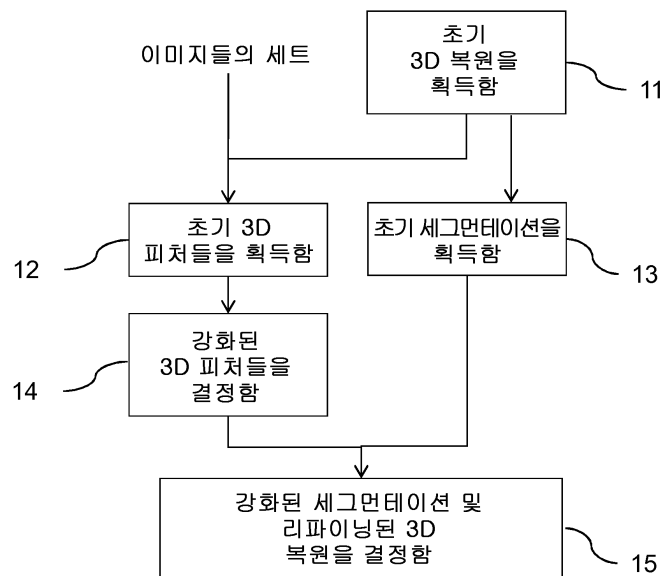 이미지들의 세트
초기
3D 복원을
획득함
11
초기 3D
피처들을 획득함
12
초기 세그먼테이션을
획득함
13
강화된
3D 피처들을
결정함
14
강화된 세그먼테이션 및
리파이닝된 3D
복원을 결정함
15